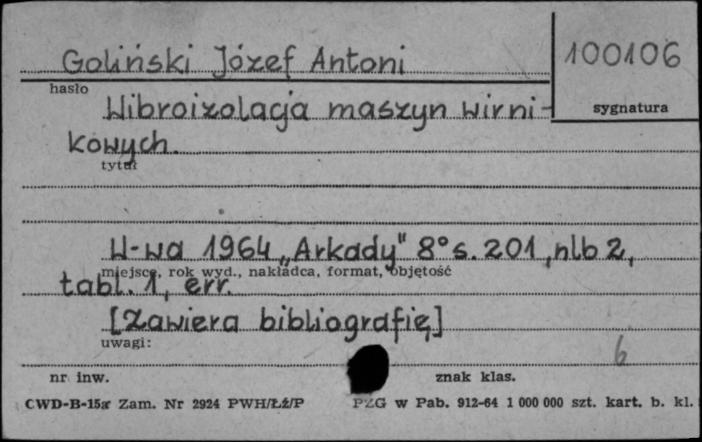 Goliński Józef Antoni
100106
hasło
sygnatura
Wibroizolacja maszyn wirni-
kowych.
tytuł
W-wa 1964 „Arkady" 8° s. 201, nlb 2,
miejsce, rok wyd., nakładca, format, objętość
tabl. 1, err.
[Zawiera bibliografię]
uwagi:
6
nr inw.
znak klas.
CWD-B-15a Zam. Nr 2924 PWH/Łź/P
PZG w Pab. 912-64 1 000 000 szt. kart. b. kl.